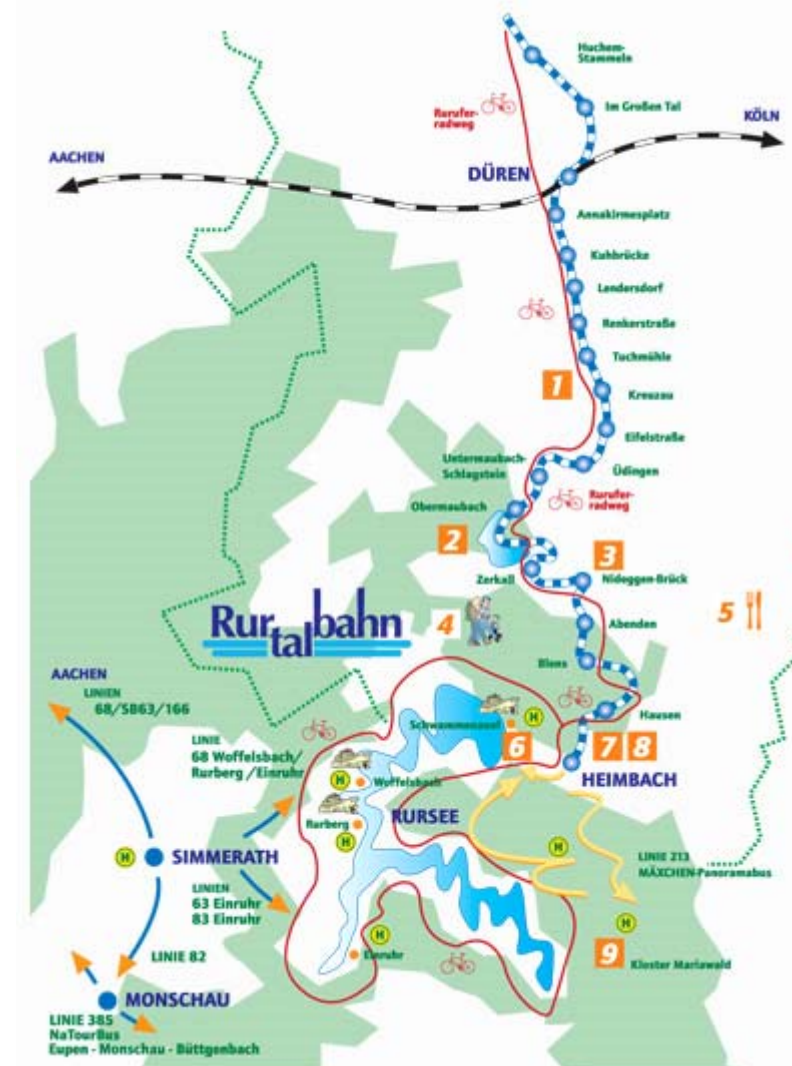 Huchem-
Stammeln
Im Großen Tal
Rurufer-
radweg
KÖLN
AACHEN
DÜREN
Annakirmesplatz
Kuhbrücke
Lendersdorf
Renkerstraße
Tuchmühle
1
Kreuzau
Eifelstraße
Untermaubach-
Schlagstein
Üdingen
Rurufer-
radweg
Obermaubach
2
3
Zerkall
Nideggen-Brück
4
5
Abenden
Rurtalbahn
Blens
AACHEN
LINIEN
68/SB63/166
Hausen
Schwammenauel
H
6
7 8
LINIE
68 Woffelsbach/
Rurberg /Einruhr
HEIMBACH
H
Woffelsbach
RURSEE
Rurberg
H
H
SIMMERATH
H
LINIE 213
MÄXCHEN-Panoramabus
LINIEN
63 Einruhr
83 Einruhr
H
H
LINIE 82
Einruhr
9
Kloster Mariawald
MONSCHAU
LINIE 385
NaTourBus
Eupen - Monschau - Büttgenbach